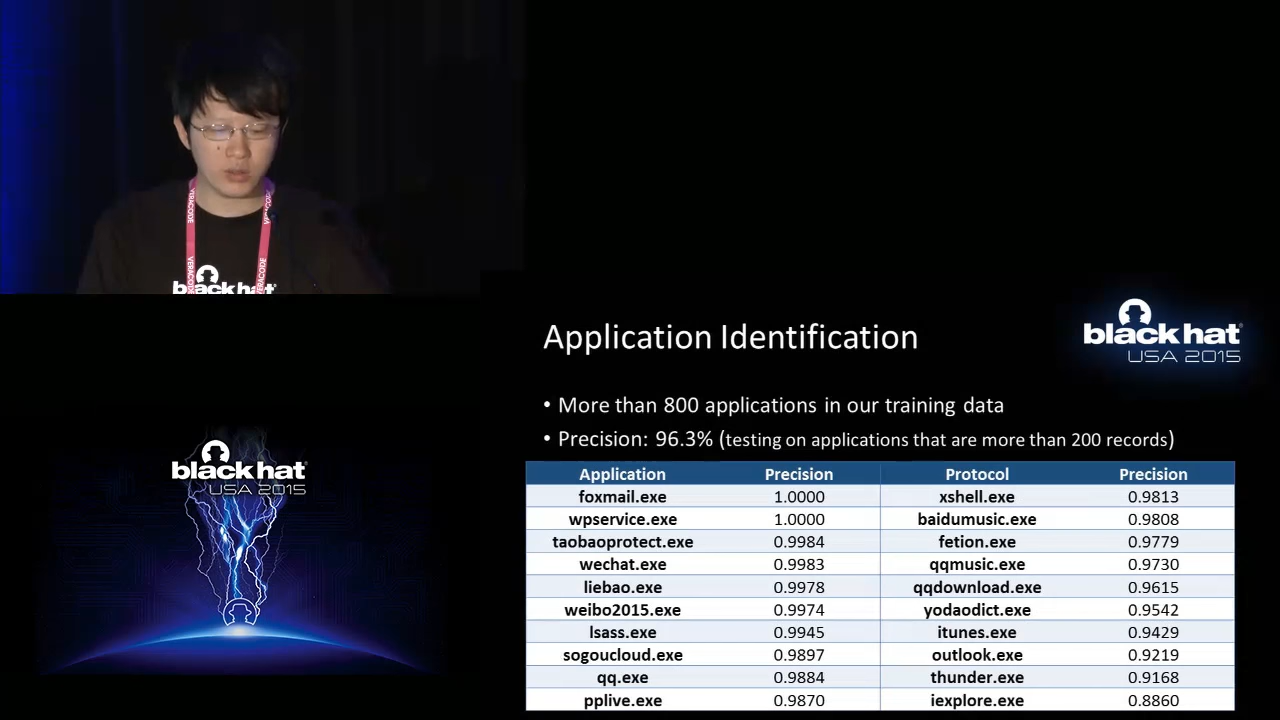 VERACODE
VERACODE
VERACODE
black hat
Application Identification
black hat
USA 2015
• More than 800 applications in our training data
• Precision: 96.3% (testing on applications that are more than 200 records)
black hat
USA 2015
Application Precision Protocol Precision
foxmail.exe 1.0000 xshell.exe 0.9813
wpservice.exe 1.0000 baidumusic.exe 0.9808
taobaoprotect.exe 0.9984 fetion.exe 0.9779
wechat.exe 0.9983 qqmusic.exe 0.9730
liebao.exe 0.9978 qqdownload.exe 0.9615
weibo2015.exe 0.9974 yodaodict.exe 0.9542
lsass.exe 0.9945 itunes.exe 0.9429
sogoucloud.exe 0.9897 outlook.exe 0.9219
qq.exe 0.9884 thunder.exe 0.9168
pplive.exe 0.9870 iexplore.exe 0.8860